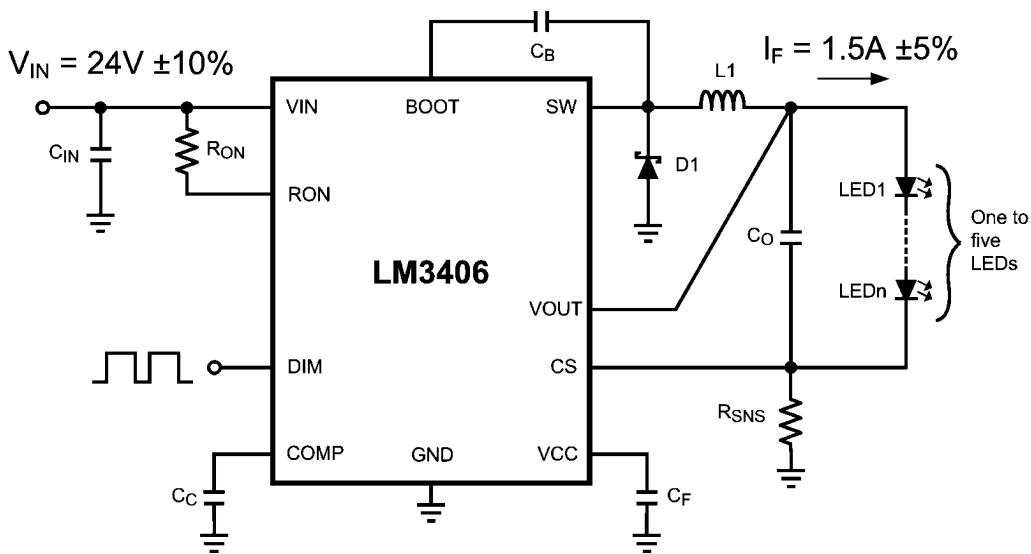 C_B
V_IN = 24V ±10%
I_F = 1.5A ±5%
L1
VIN
BOOT
SW
C_IN
R_ON
D1
RON
LED1
C_O
One to
five
LEDs
LM3406
LEDn
VOUT
DIM
CS
R_SNS
COMP
GND
VCC
C_C
C_F